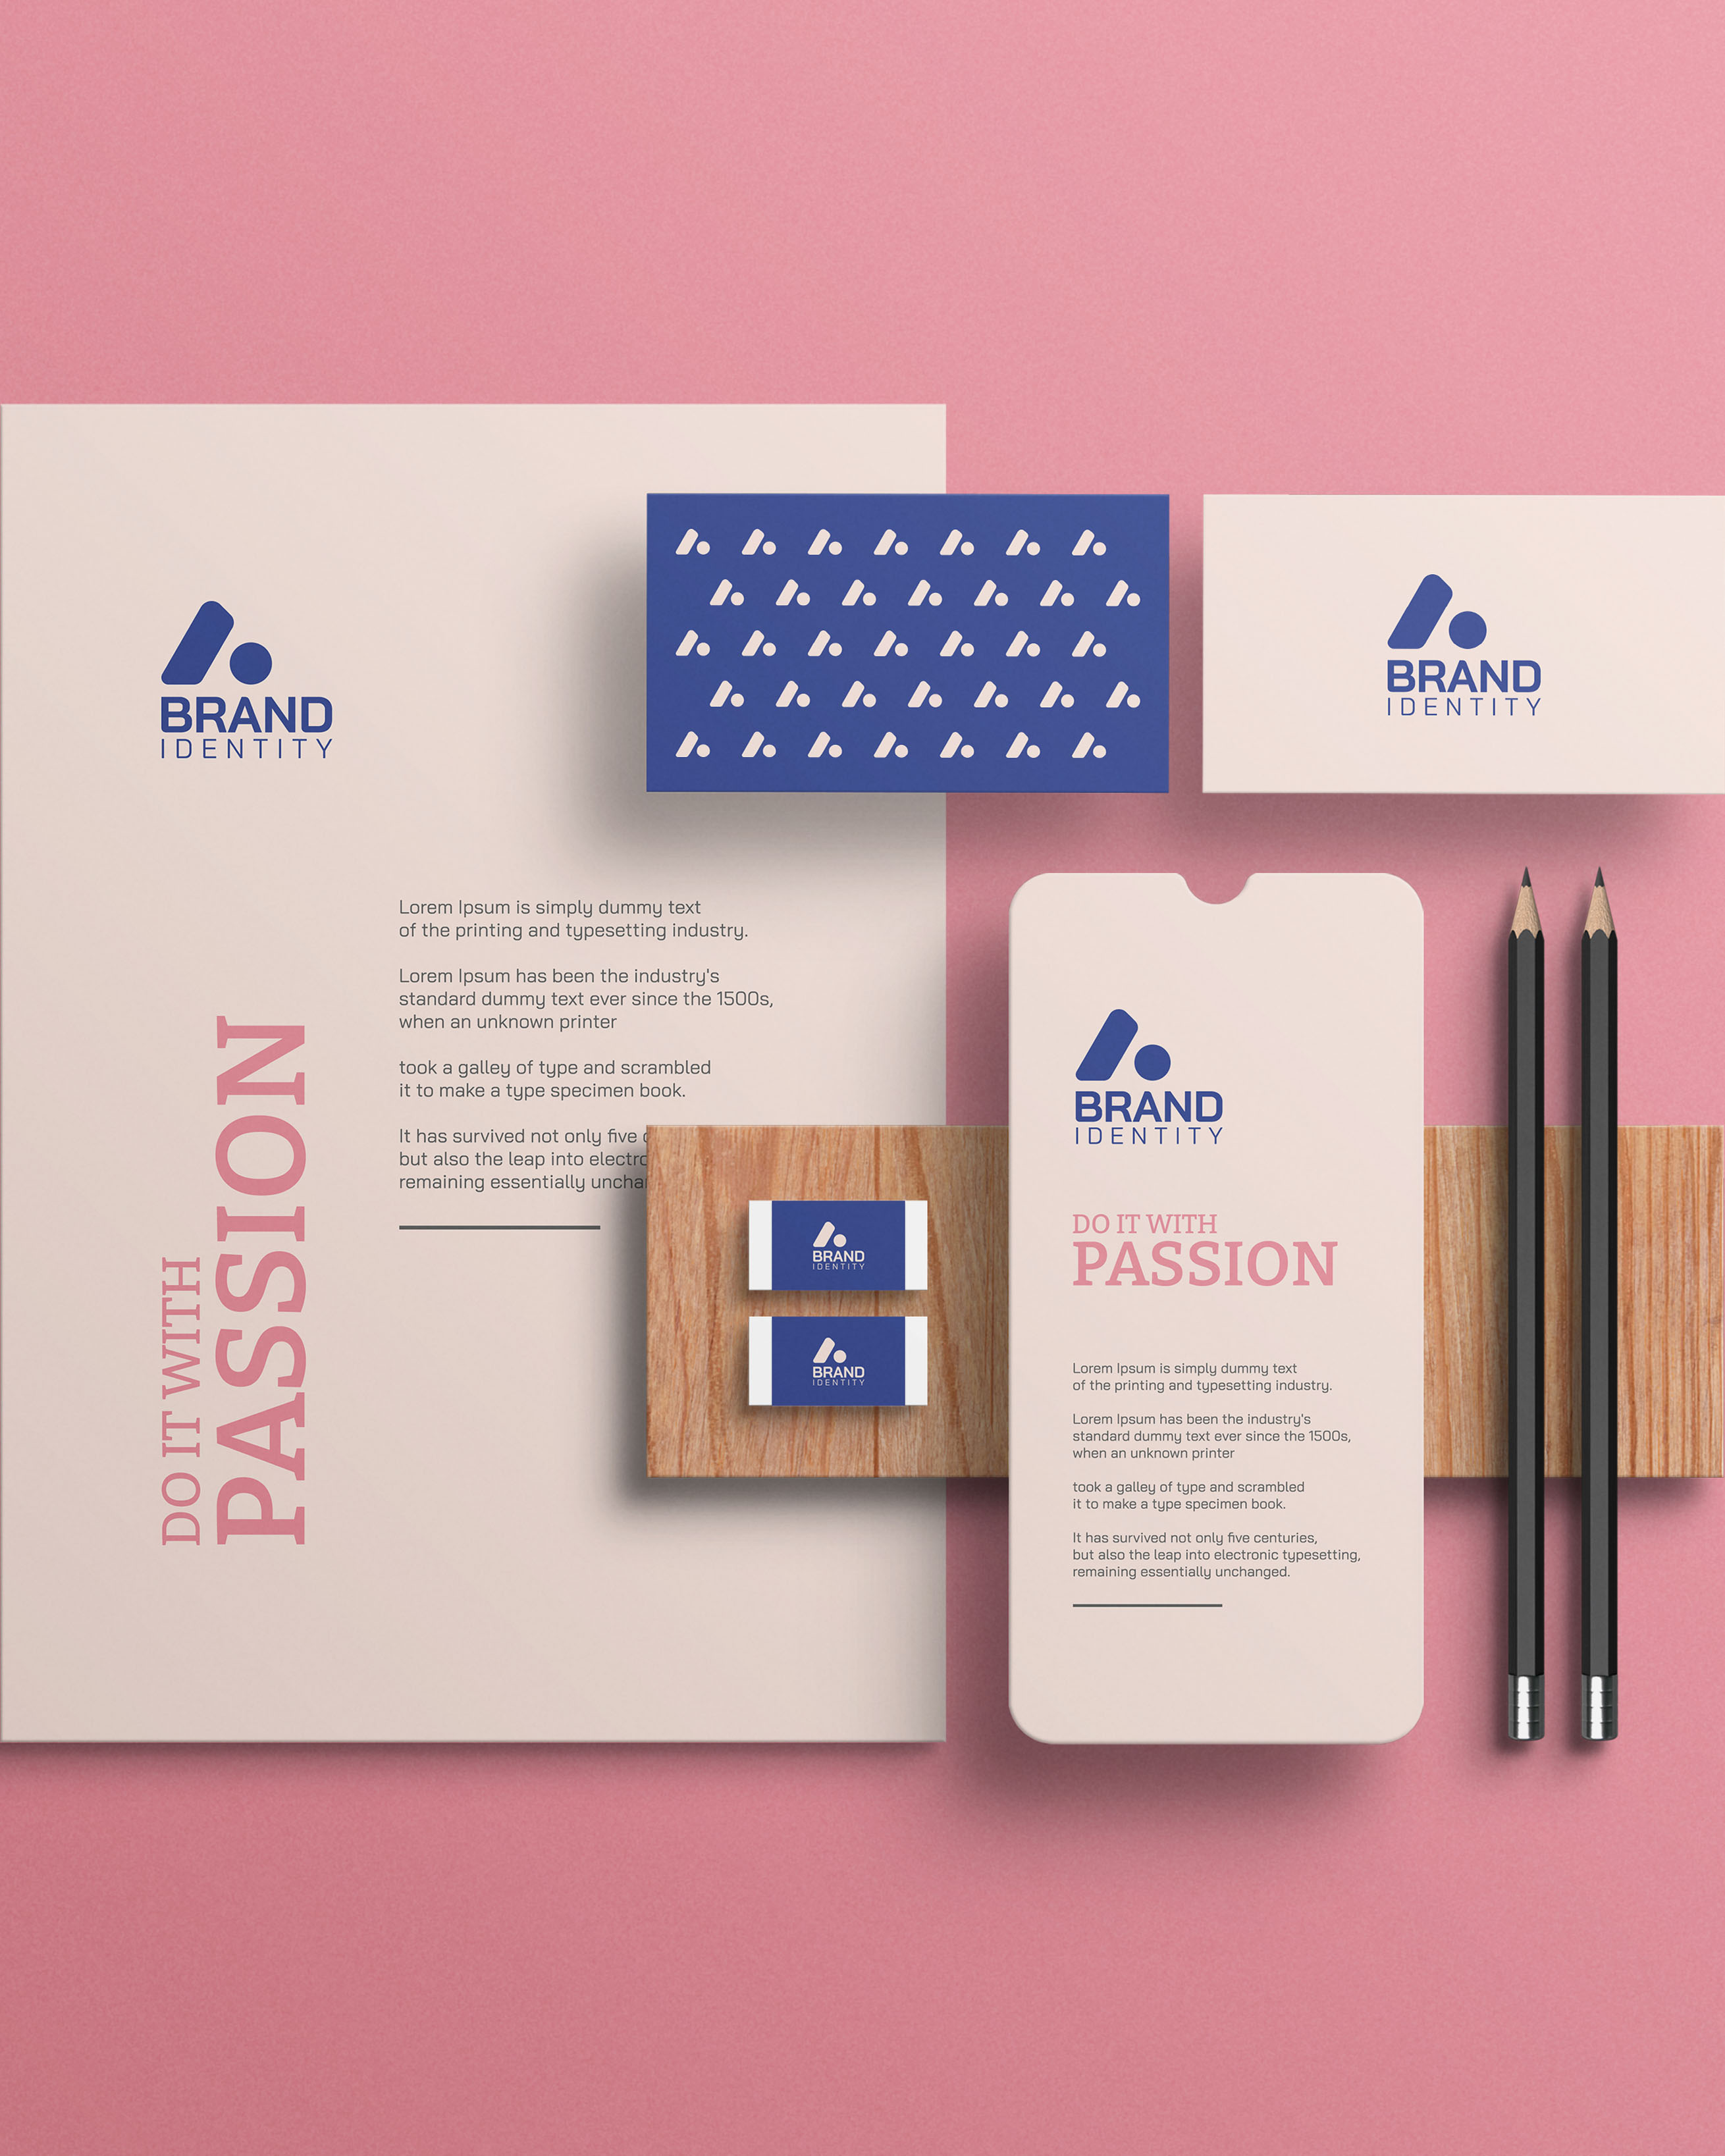 BRAND
IDENTITY
DO IT WITH
PASSION
Lorem Ipsum is simply dummy text
of the printing and typesetting industry.
Lorem Ipsum has been the industry's
standard dummy text ever since the 1500s,
when an unknown printer
took a galley of type and scrambled
it to make a type specimen book.
It has survived not only five
but also the leap into
remaining essentially
BRAND
IDENTITY
BRAND
IDENTITY
BRAND
IDENTITY
BRAND
IDENTITY
DO IT WITH
PASSION
Lorem Ipsum is simply dummy text
of the printing and typesetting industry.
Lorem Ipsum has been the industry's
standard dummy text ever since the 1500s,
when an unknown printer
took a galley of type and scrambled
it to make a type specimen book.
It has survived not only five centuries,
but also the leap into electronic typesetting,
remaining essentially unchanged.